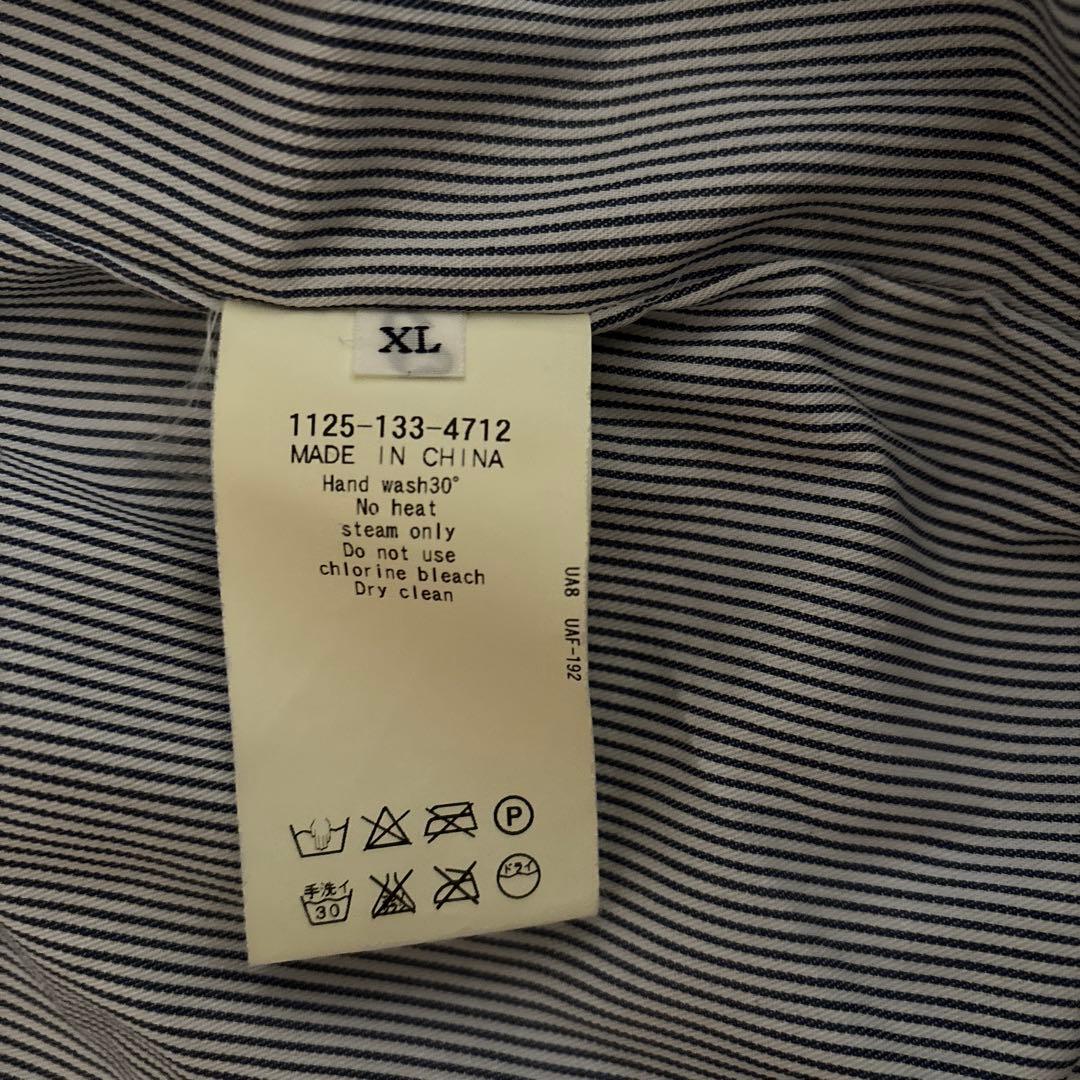 XL
1125-133-4712
MADE IN CHINA
Hand wash30°
No heat
steam only
Do not use
chlorine bleach
Dry clean
UA8 UAF-192
P
手洗イ
30
ドライ